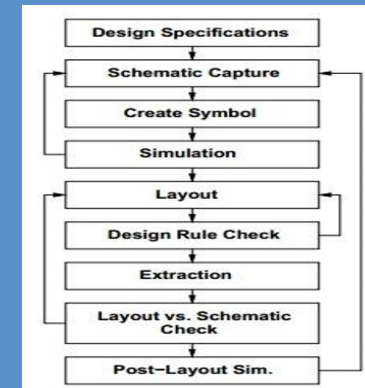 Design Specifications
Schematic Capture
Create Symbol
Simulation
Layout
Design Rule Check
Extraction
Layout vs. Schematic
Check
Post-Layout Sim.